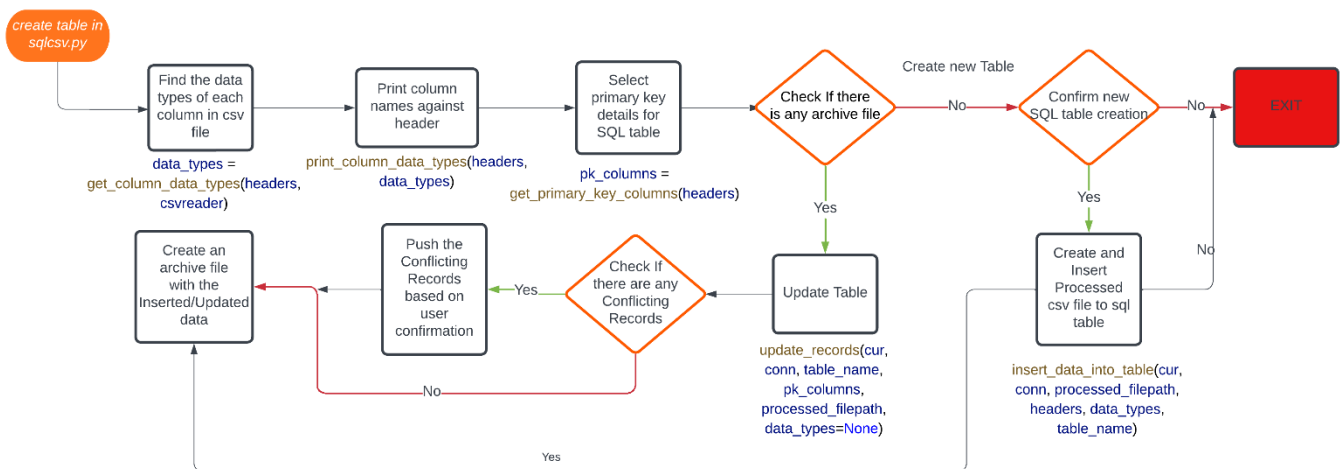 create table in
sqlcsv.py
Find the data
types of each
column in csv
file
data_types =
get_column_data_types(headers,
csvreader)
Print column
names against
header
print_column_data_types(headers,
data_types)
Select
primary key
details for
SQL table
pk_columns =
get_primary_key_columns(headers)
Check If there
is any archive file
No
Create new Table
Confirm new
SQL table creation
No
EXIT
Yes
Yes
No
Create an
archive file
with the
Inserted/Updated
data
Push the
Conflicting
Records
based on
user
confirmation
Yes
Check If
there are any
Conflicting
Records
No
Update Table
update_records(cur,
conn, table_name,
pk_columns,
processed_filepath,
data_types=None)
Create and
Insert
Processed
csv file to sql
table
insert_data_into_table(cur,
conn, processed_filepath,
headers, data_types,
table_name)
Yes